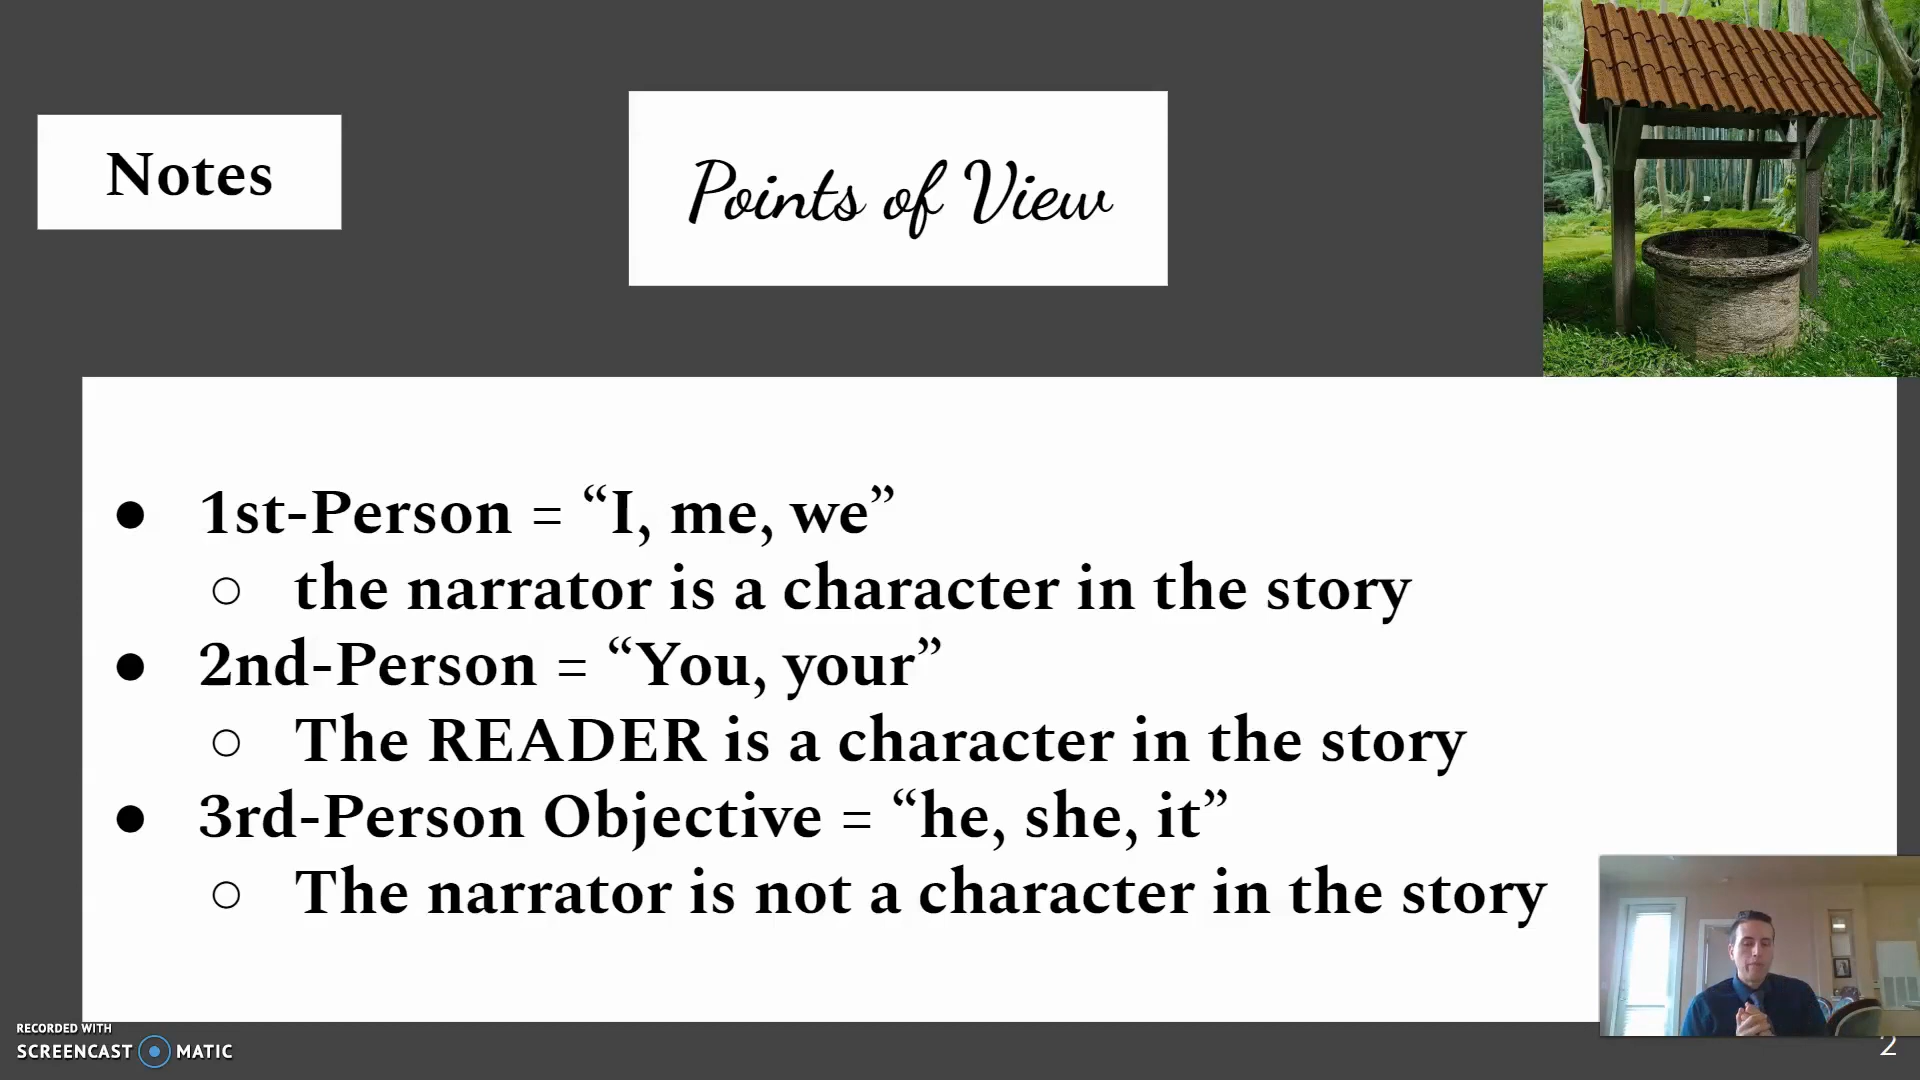 Notes
Points of View
● 1st-Person = “I, me, we”
○ the narrator is a character in the story
● 2nd-Person = “You, your”
○ The READER is a character in the story
● 3rd-Person Objective = “he, she, it”
○ The narrator is not a character in the story
RECORDED WITH
SCREENCAST MATIC
2